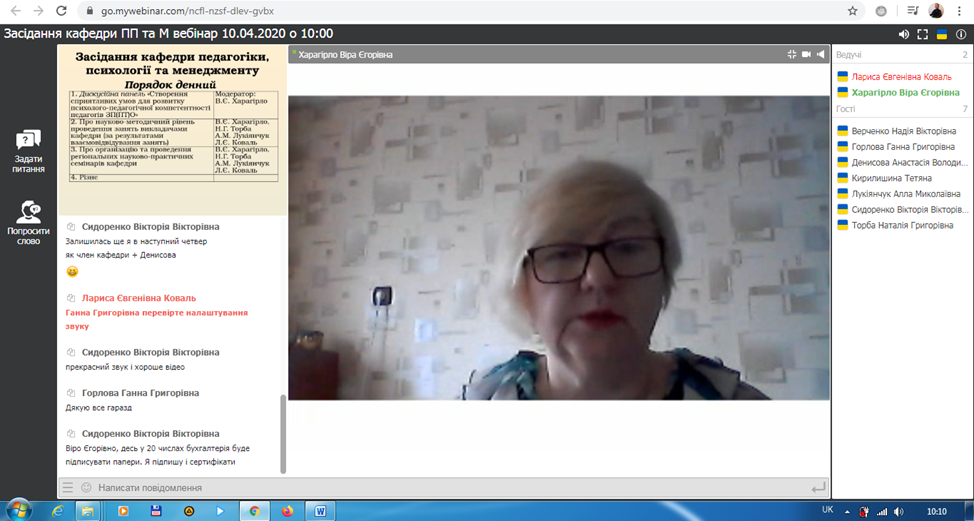 go.mywebinar.com/ncfl-nzsf-dlev-gvbx
Засідання кафедри ПП та М вебінар 10.04.2020 о 10:00
Задати
питання
Попросити
слово
Засідання кафедри педагогіки,
психології та менеджменту
Порядок денний
1. Дискусійна панель «Створення
сприятливих умов для розвитку
психолого-педагогічної компетентності
педагогів ЗП(ПТ)О»
Модератор:
В.Є. Харагірло
2. Про науково-методичний рівень
проведення занять викладачами
кафедри (за результатами
взаємовідвідування занять)
В.Є. Харагірло,
Н.Г. Торба
А.М. Лукіянчук
Л.Є. Коваль
3. Про організацію та проведення
регіональних науково-практичних
семінарів кафедри
В.Є. Харагірло,
Н.Г. Торба
А.М. Лукіянчук
Л.Є. Коваль
4. Різне
Сидоренко Вікторія Вікторівна
Залишилась ще я в наступний четвер
як член кафедри + Денисова
Лариса Євгенівна Коваль
Ганна Григорівна перевірте налаштування
звуку
Сидоренко Вікторія Вікторівна
прекрасний звук і хороше відео
Горлова Ганна Григорівна
Дякую все гаразд
Сидоренко Вікторія Вікторівна
Віро Єгорівно, десь у 20 числах бухгалтерія буде
підписувати папери. Я підпишу і сертифікати
Написати повідомлення
Харагірло Віра Єгорівна
Ведучі 2
Лариса Євгенівна Коваль
Харагірло Віра Єгорівна
Гості 7
Верченко Надія Вікторівна
Горлова Ганна Григорівна
Денисова Анастасія Володи...
Кирилишина Тетяна
Лукіянчук Алла Миколаївна
Сидоренко Вікторія Вікторів...
Торба Наталія Григорівна
UK
10:10